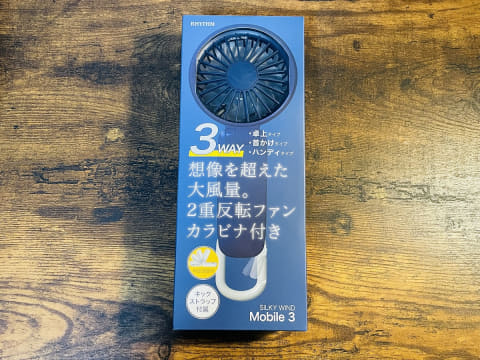 RHYTHM
3WAY
・卓上タイプ
・首かけタイプ
・ハンディタイプ
想像を超えた
大風量。
2重反転ファン
カラビナ付き
ネック
ストラップ
付属
SILKY WIND
Mobile 3